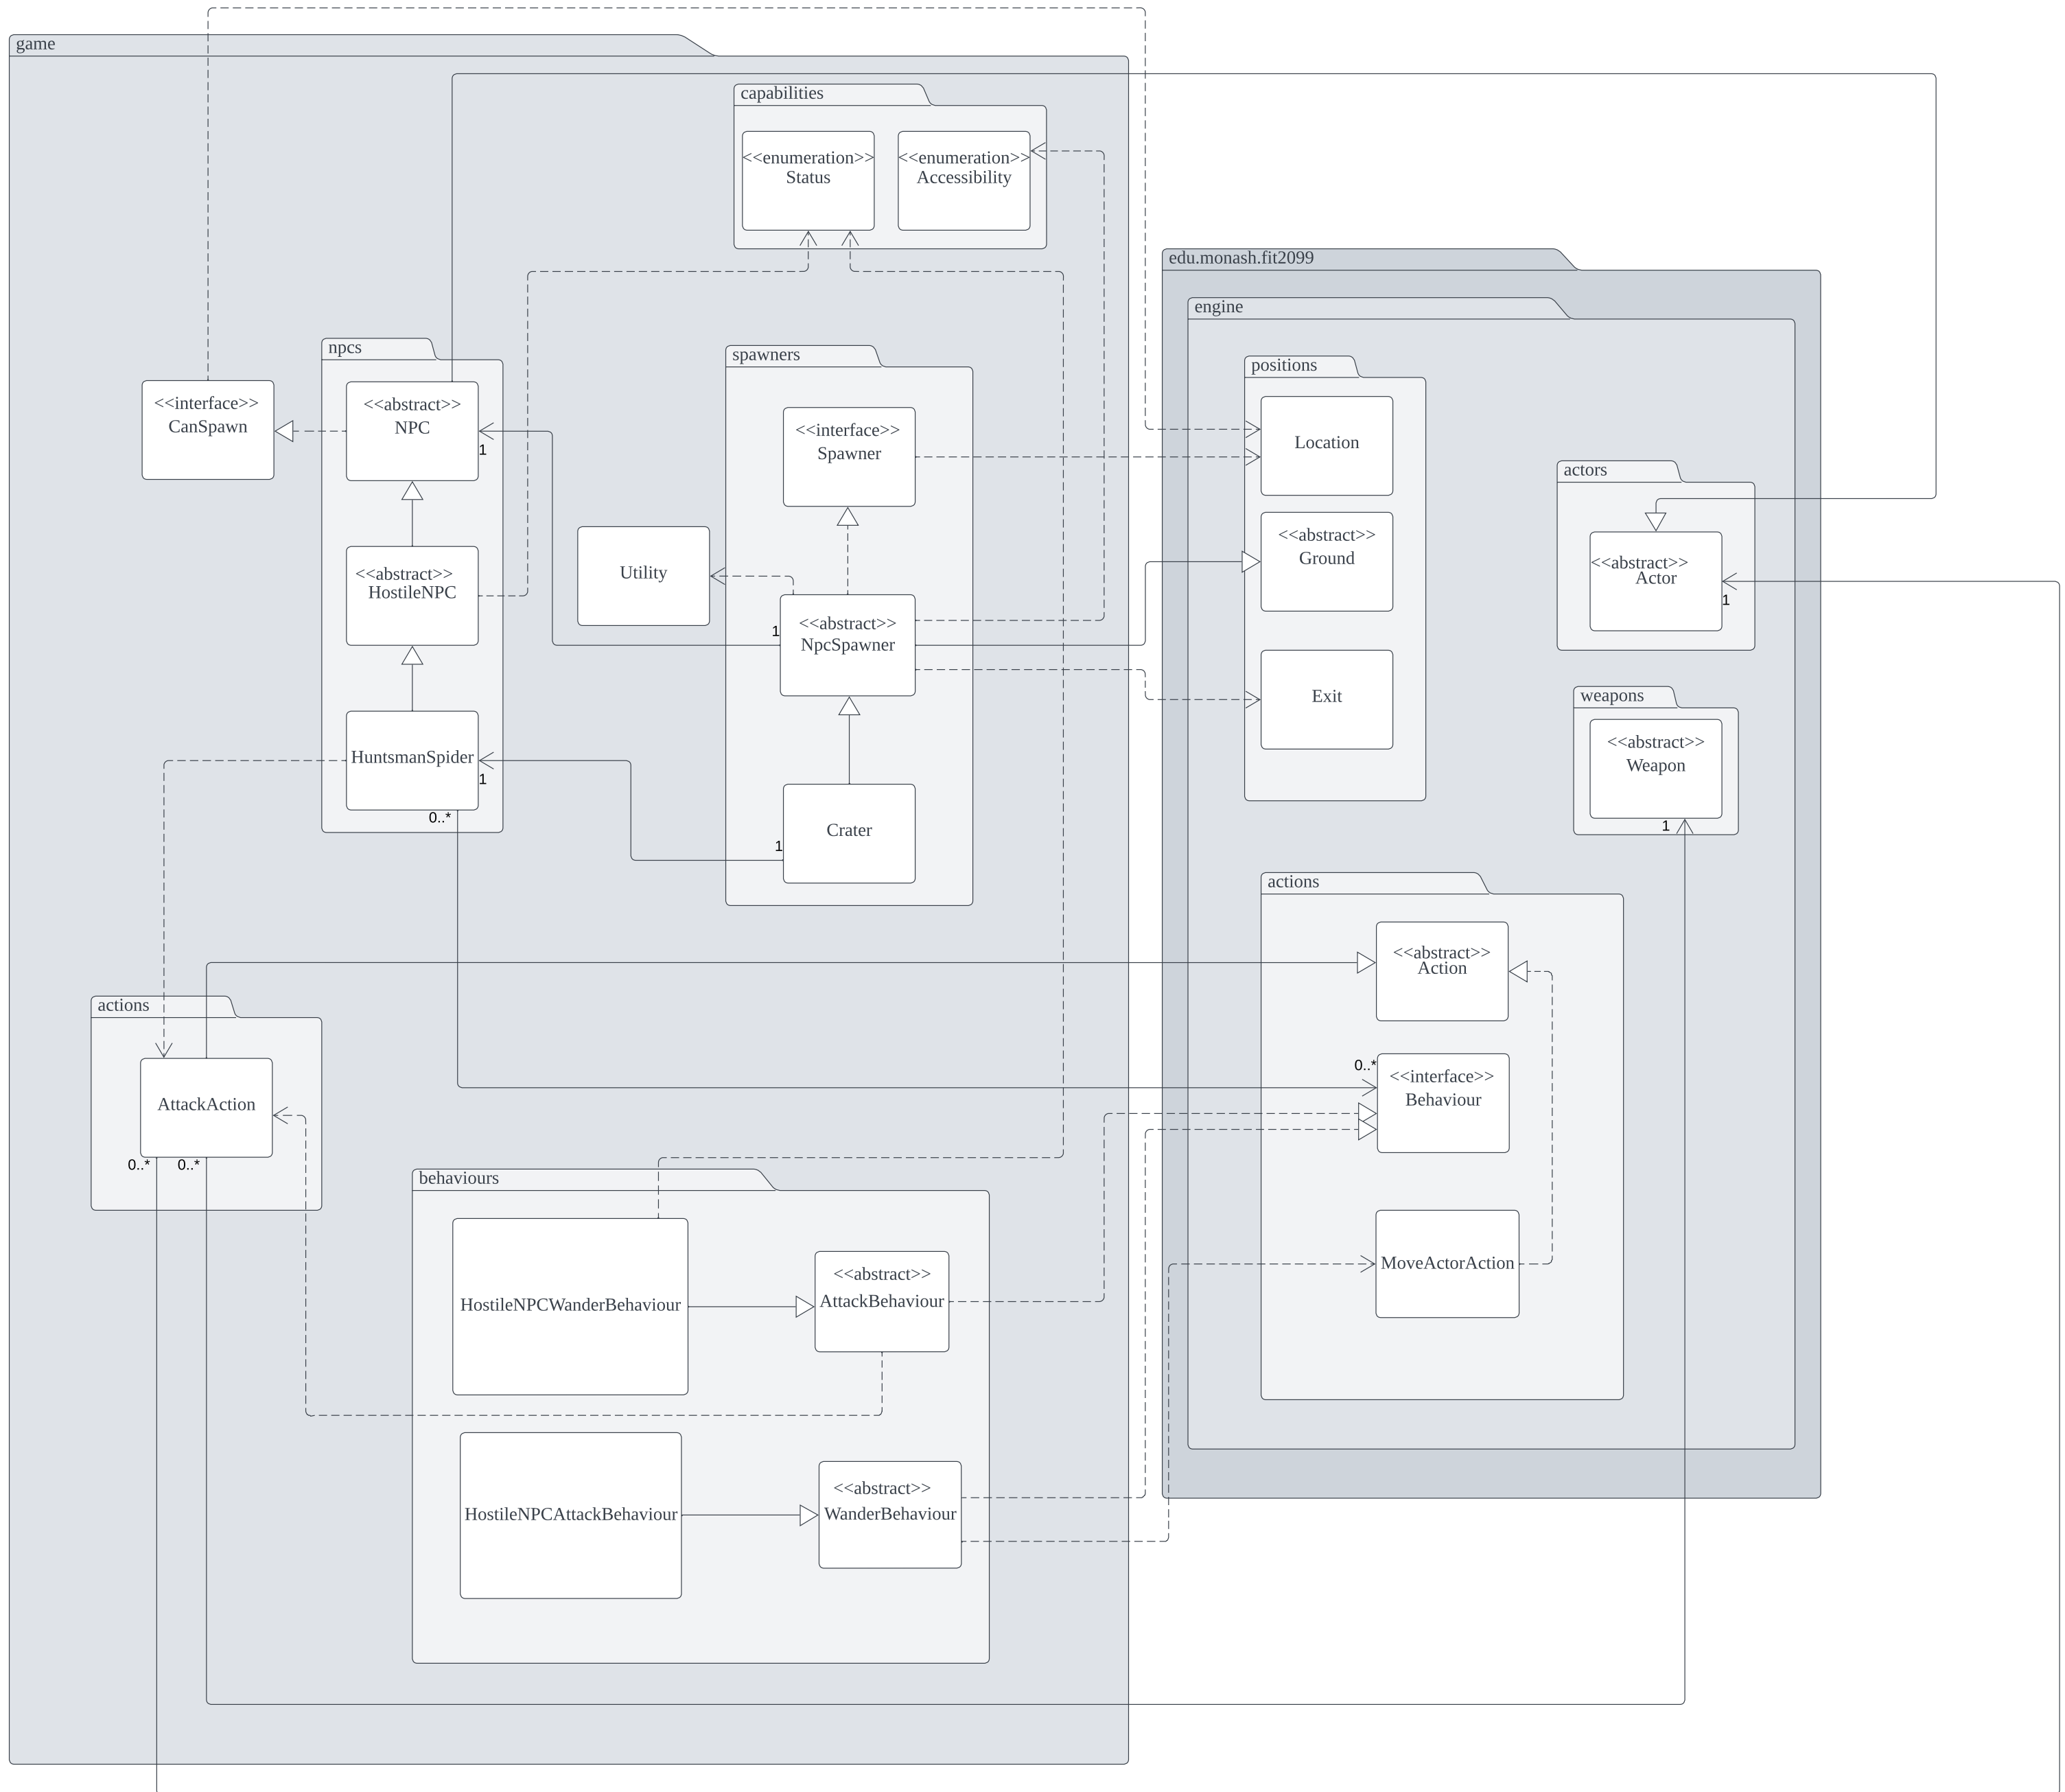 game
capabilities
<<enumeration>>
Status
<<enumeration>>
Accessibility
edu.monash.fit2099
engine
npcs
spawners
positions
<<interface>>
CanSpawn
<<abstract>>
NPC
1
<<interface>>
Spawner
Location
actors
<<abstract>>
Ground
<<abstract>>
Actor
1
<<abstract>>
HostileNPC
Utility
1
<<abstract>>
NpcSpawner
Exit
weapons
<<abstract>>
Weapon
1
HuntsmanSpider
1
0..*
1
Crater
actions
<<abstract>>
Action
actions
0..*
<<interface>>
Behaviour
AttackAction
0..*
0..*
behaviours
MoveActorAction
HostileNPCWanderBehaviour
<<abstract>>
AttackBehaviour
HostileNPCAttackBehaviour
<<abstract>>
WanderBehaviour